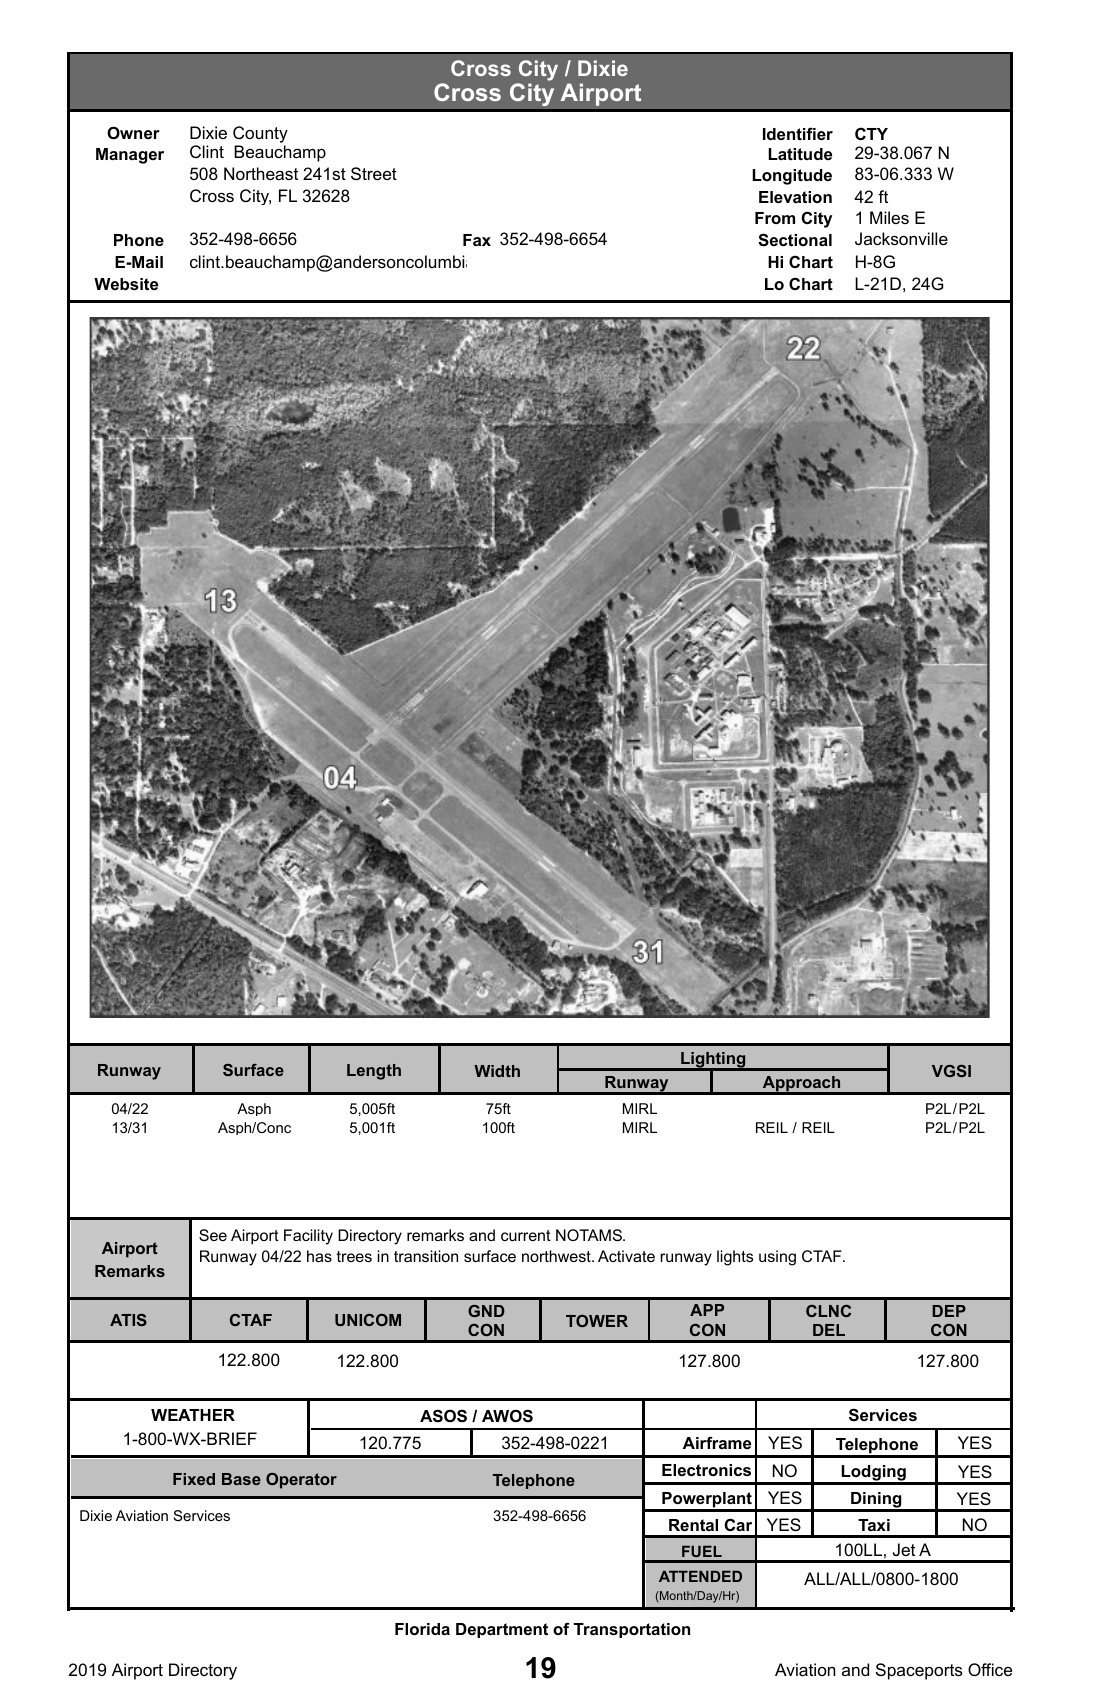 Cross City / Dixie
Cross City Airport
Owner Dixie County
Manager Clint Beauchamp
508 Northeast 241st Street
Cross City, FL 32628
Phone 352-498-6656 Fax 352-498-6654
E-Mail clint.beauchamp@andersoncolumbi
Website
Identifier CTY
Latitude 29-38.067 N
Longitude 83-06.333 W
Elevation 42 ft
From City 1 Miles E
Sectional Jacksonville
Hi Chart H-8G
Lo Chart L-21D, 24G
22
13
04
31
Runway Surface Length Width Lighting VGSI
Runway Approach
04/22 Asph 5,005ft 75ft MIRL P2L/P2L
13/31 Asph/Conc 5,001ft 100ft MIRL REIL / REIL P2L/P2L
Airport Remarks
See Airport Facility Directory remarks and current NOTAMS.
Runway 04/22 has trees in transition surface northwest. Activate runway lights using CTAF.
ATIS CTAF UNICOM GND CON TOWER APP CON CLNC DEL DEP CON
122.800 122.800 127.800 127.800
WEATHER
1-800-WX-BRIEF
ASOS / AWOS
120.775 352-498-0221
Fixed Base Operator Telephone
Dixie Aviation Services 352-498-6656
Services
Airframe YES Telephone YES
Electronics NO Lodging YES
Powerplant YES Dining YES
Rental Car YES Taxi NO
FUEL 100LL, Jet A
ATTENDED ALL/ALL/0800-1800
(Month/Day/Hr)
Florida Department of Transportation
2019 Airport Directory 19 Aviation and Spaceports Office